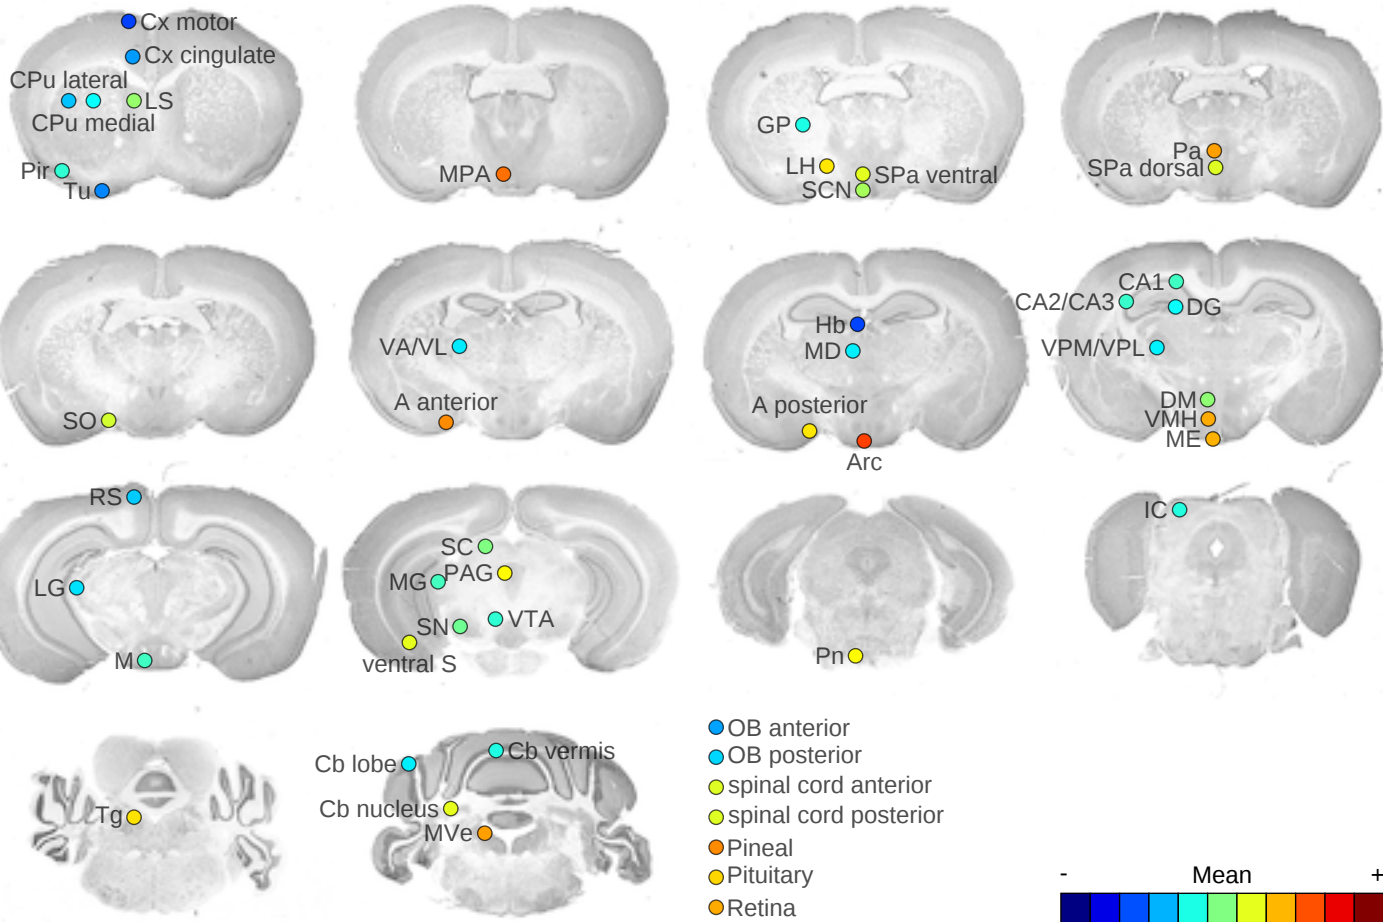 Cx motor
Cx cingulate
CPu lateral
LS
CPu medial
Pir
Tu
MPA
GP
LH
SPa ventral
SCN
Pa
SPa dorsal
SO
VA/VL
A anterior
Hb
MD
A posterior
Arc
CA1
CA2/CA3
DG
VPM/VPL
DM
VMH
ME
RS
LG
M
SC
PAG
MG
VTA
SN
ventral S
Pn
IC
Tg
Cb vermis
Cb lobe
Cb nucleus
MVe
OB anterior
OB posterior
spinal cord anterior
spinal cord posterior
Pineal
Pituitary
Retina
- Mean +